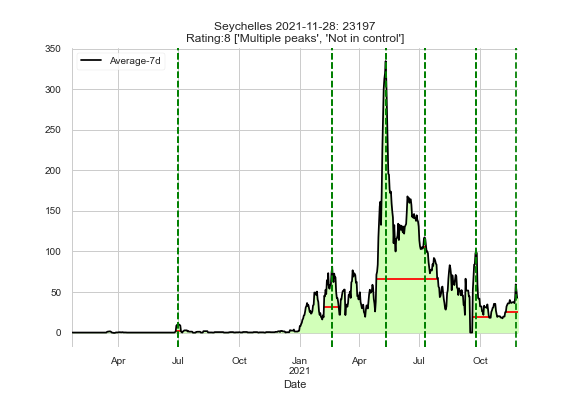 Seychelles 2021-11-28: 23197
Rating:8 ['Multiple peaks', 'Not in control']
350
300
250
200
150
100
50
0
Average-7d
Apr
Jul
Oct
Jan
2021
Apr
Jul
Oct
Date